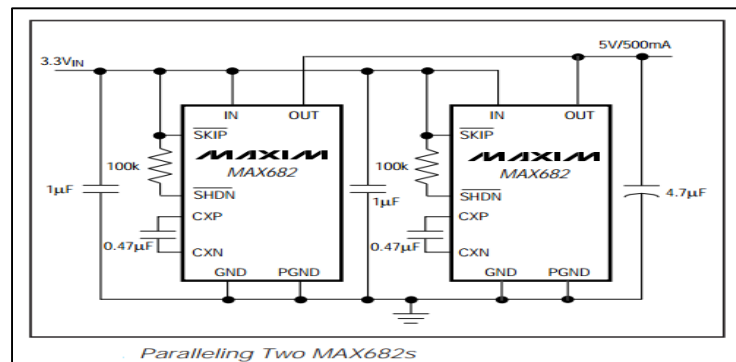 5V/500mA
3.3VIN
IN
OUT
IN
OUT
SKIP
SKIP
MAXIM
MAX682
MAXIM
MAX682
100k
100k
1µF
SHDN
1µF
SHDN
4.7µF
CXP
CXP
0.47µF
CXN
0.47µF
CXN
GND
PGND
GND
PGND
Paralleling Two MAX682s